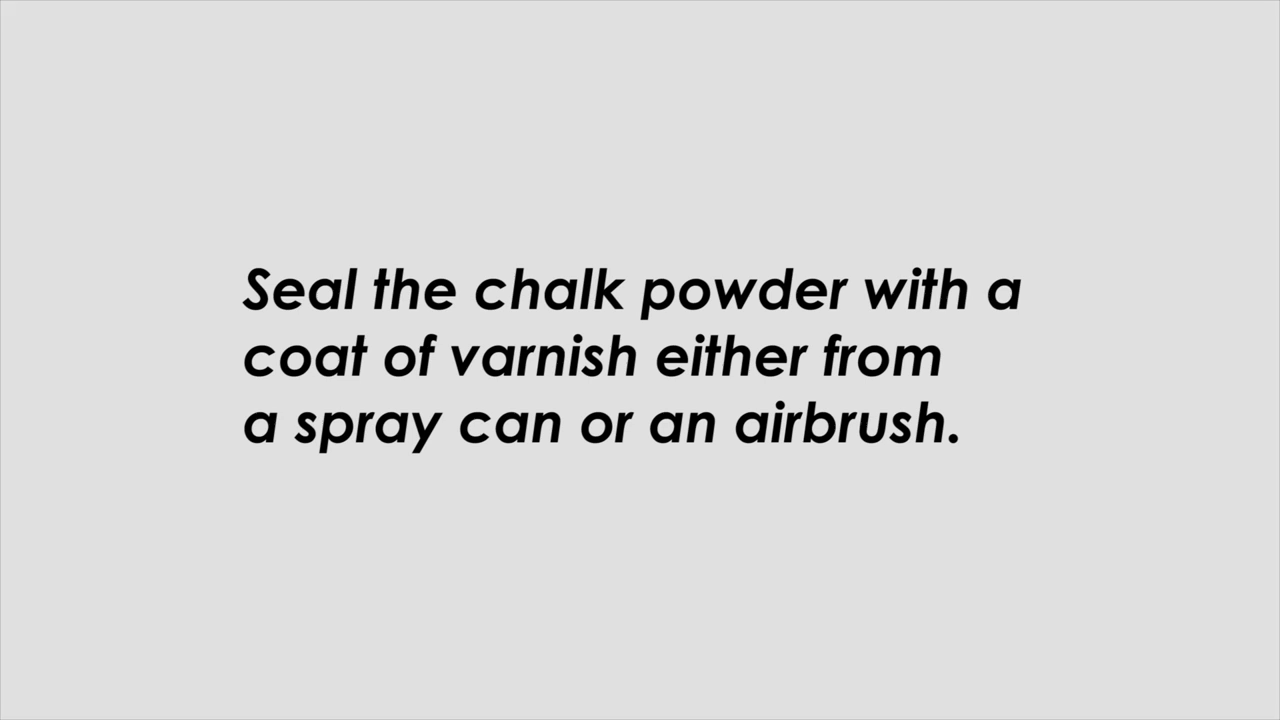 Seal the chalk powder with a
coat of varnish either from
a spray can or an airbrush.